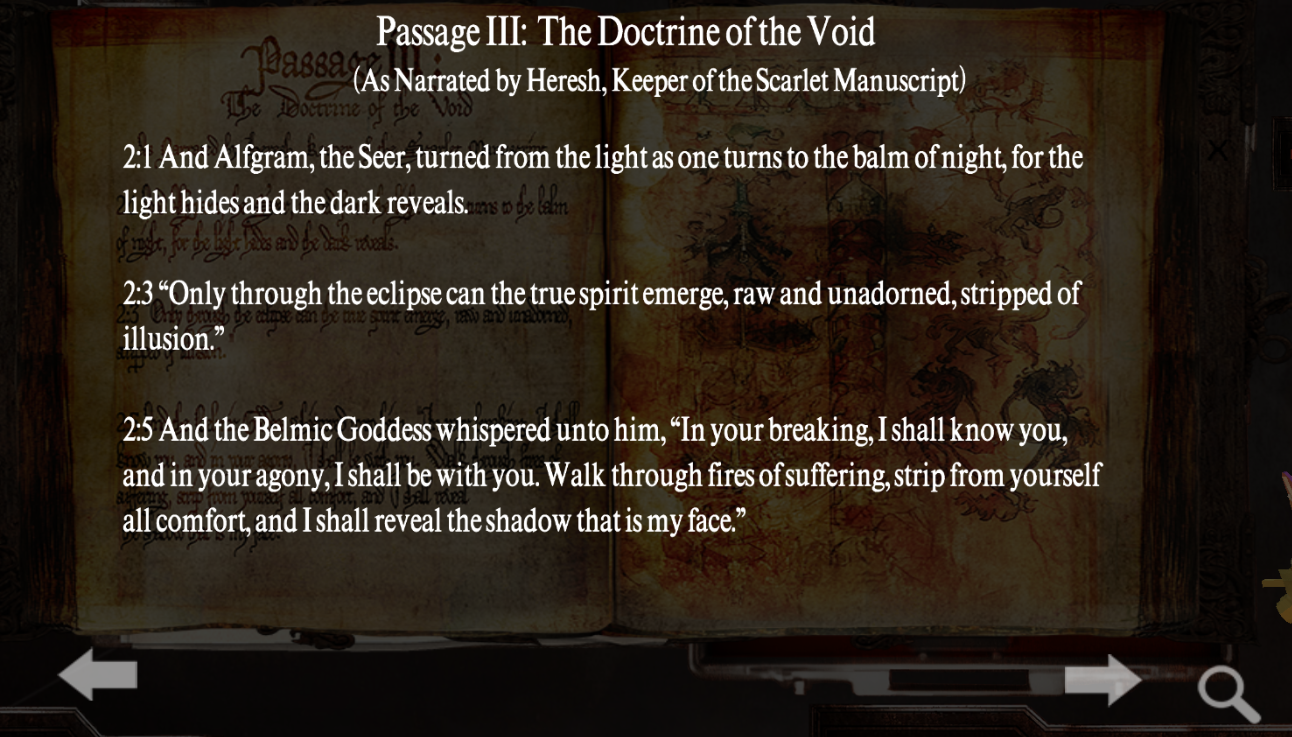 Passage III: The Doctrine of the Void
(As Narrated by Heresh, Keeper of the Scarlet Manuscript)
2:1 And Alfgram, the Seer, turned from the light as one turns to the balm of night, for the
light hides and the dark reveals.
2:3 “Only through the eclipse can the true spirit emerge, raw and unadorned, stripped of
illusion.”
2:5 And the Belmic Goddess whispered unto him, “In your breaking, I shall know you,
and in your agony, I shall be with you. Walk through fires of suffering, strip from yourself
all comfort, and I shall reveal the shadow that is my face.”